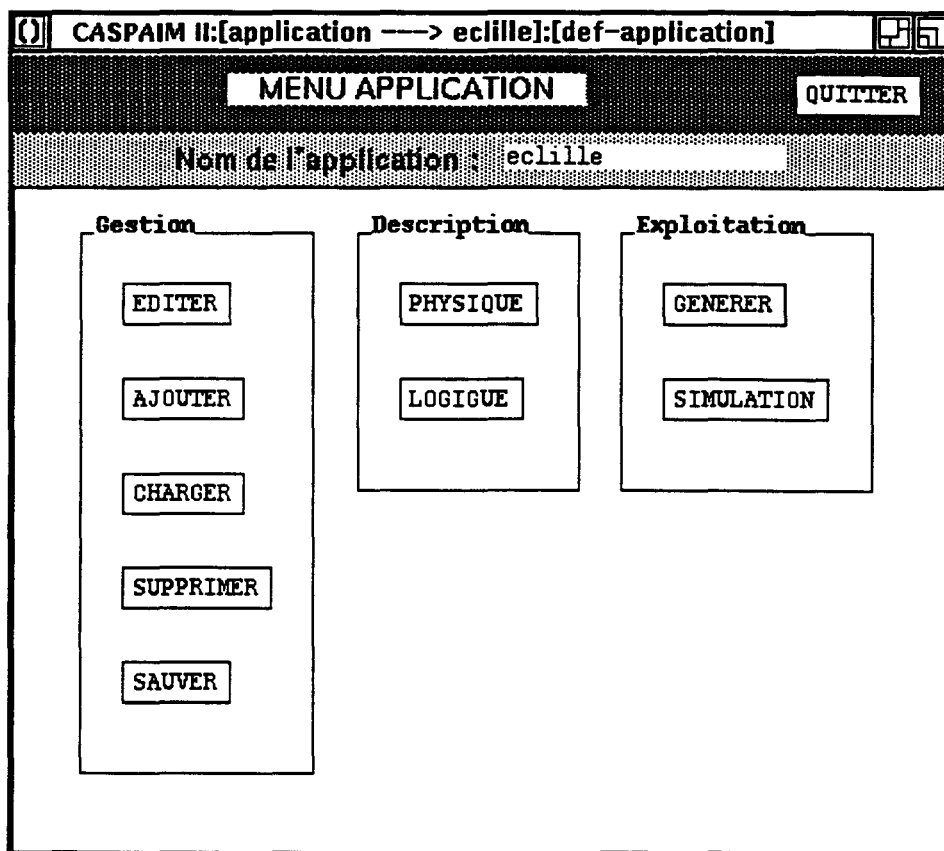 CASPAIM II:[application ---> eclille]:[def-application]
MENU APPLICATION
QUITTER
Nom de l'application : eclille
Gestion
EDITER
AJOUTER
CHARGER
SUPPRIMER
SAUVER
Description
PHYSIQUE
LOGIGUE
Exploitation
GENERER
SIMULATION